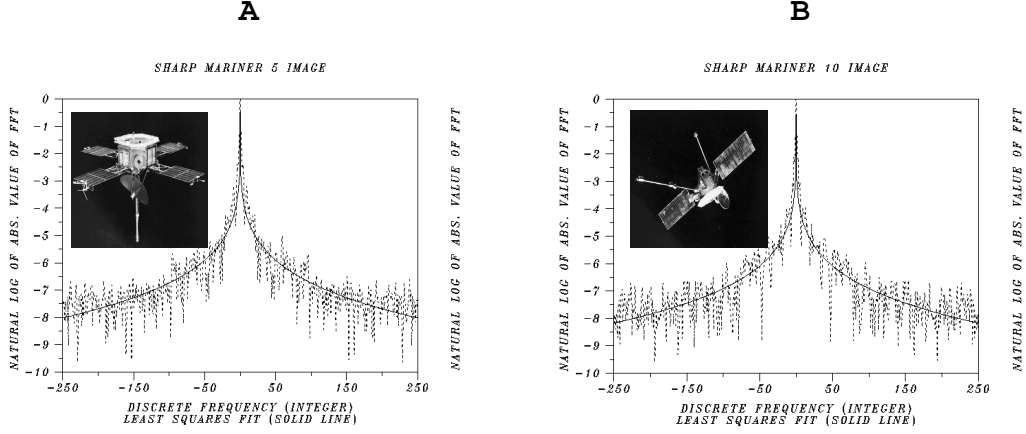 A
SHARP MARINER 5 IMAGE
NATURAL LOG OF ABS. VALUE OF FFT
0
-1
-2
-3
-4
-5
-6
-7
-8
-9
-10
-250
-150
-50
50
150
250
DISCRETE FREQUENCY (INTEGER)
LEAST SQUARES FIT (SOLID LINE)
NATURAL LOG OF ABS. VALUE OF FFT
B
SHARP MARINER 10 IMAGE
NATURAL LOG OF ABS. VALUE OF FFT
0
-1
-2
-3
-4
-5
-6
-7
-8
-9
-10
-250
-150
-50
50
150
250
DISCRETE FREQUENCY (INTEGER)
LEAST SQUARES FIT (SOLID LINE)
NATURAL LOG OF ABS. VALUE OF FFT